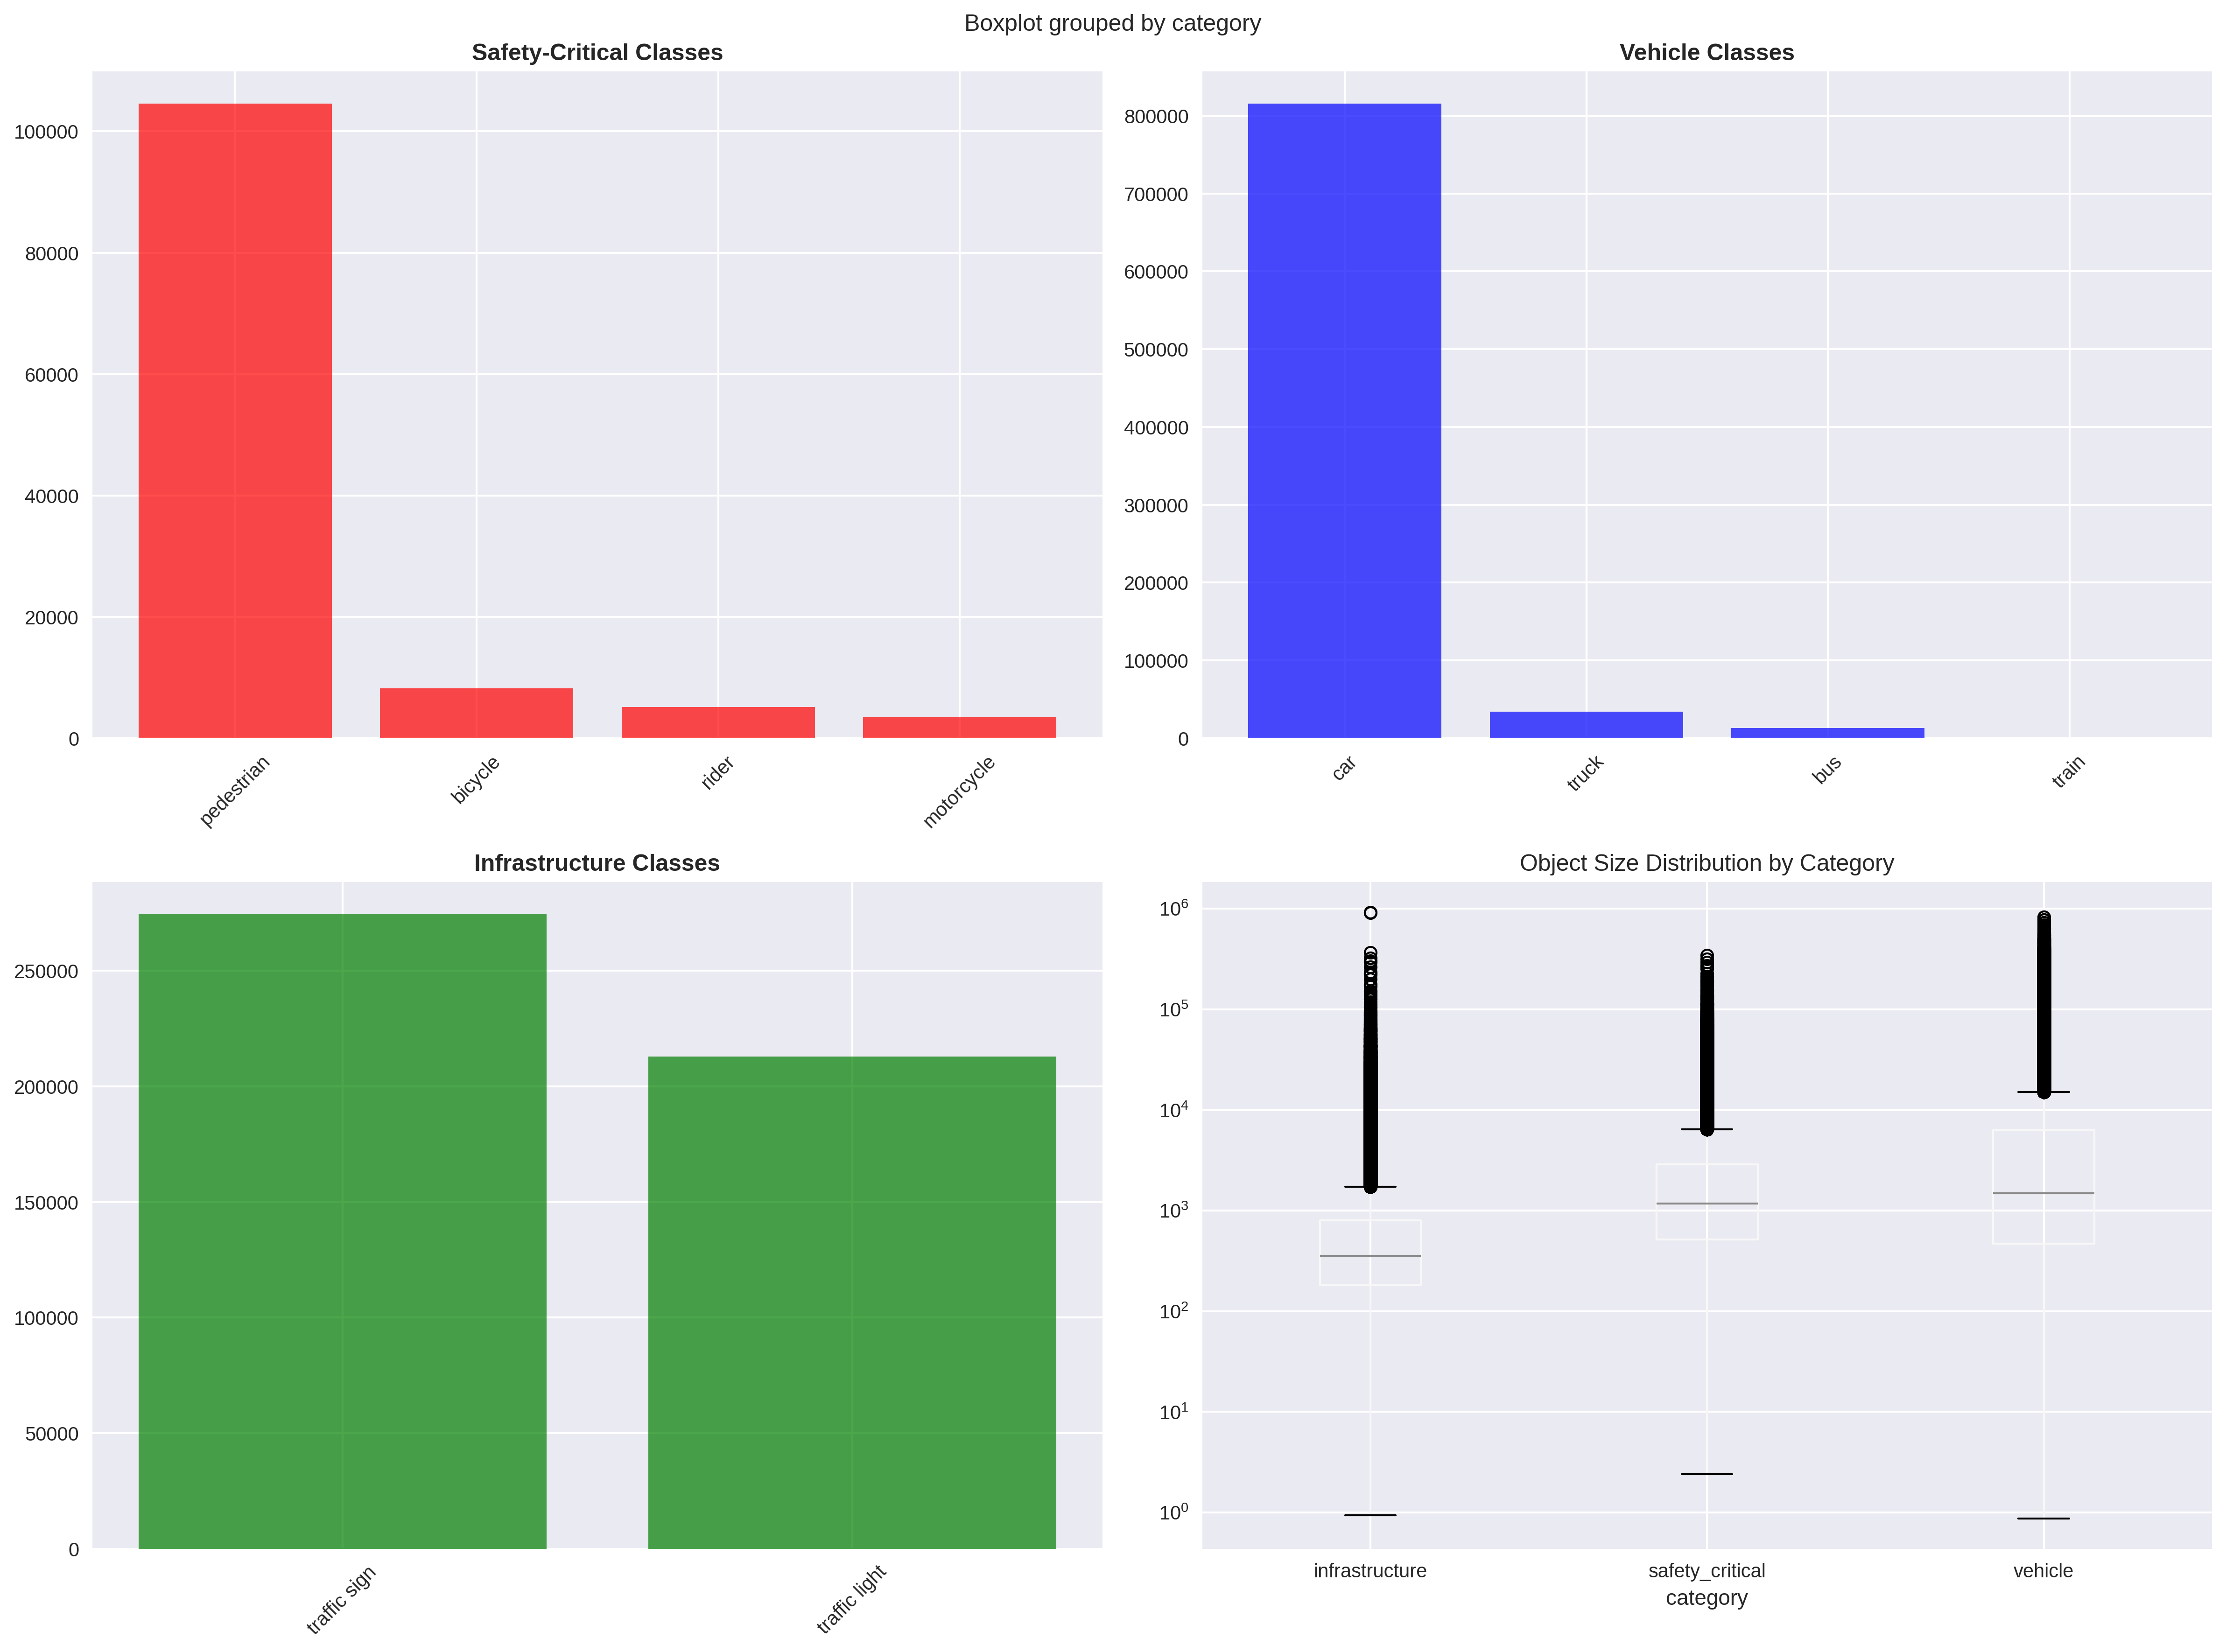 Boxplot grouped by category
Safety-Critical Classes
100000
80000
60000
40000
20000
0
pedestrian
bicycle
rider
motorcycle
Vehicle Classes
800000
700000
600000
500000
400000
300000
200000
100000
0
car
truck
bus
train
Infrastructure Classes
250000
200000
150000
100000
50000
0
traffic sign
traffic light
Object Size Distribution by Category
10⁶
10⁵
10⁴
10³
10²
10¹
10⁰
infrastructure
safety_critical
vehicle
category